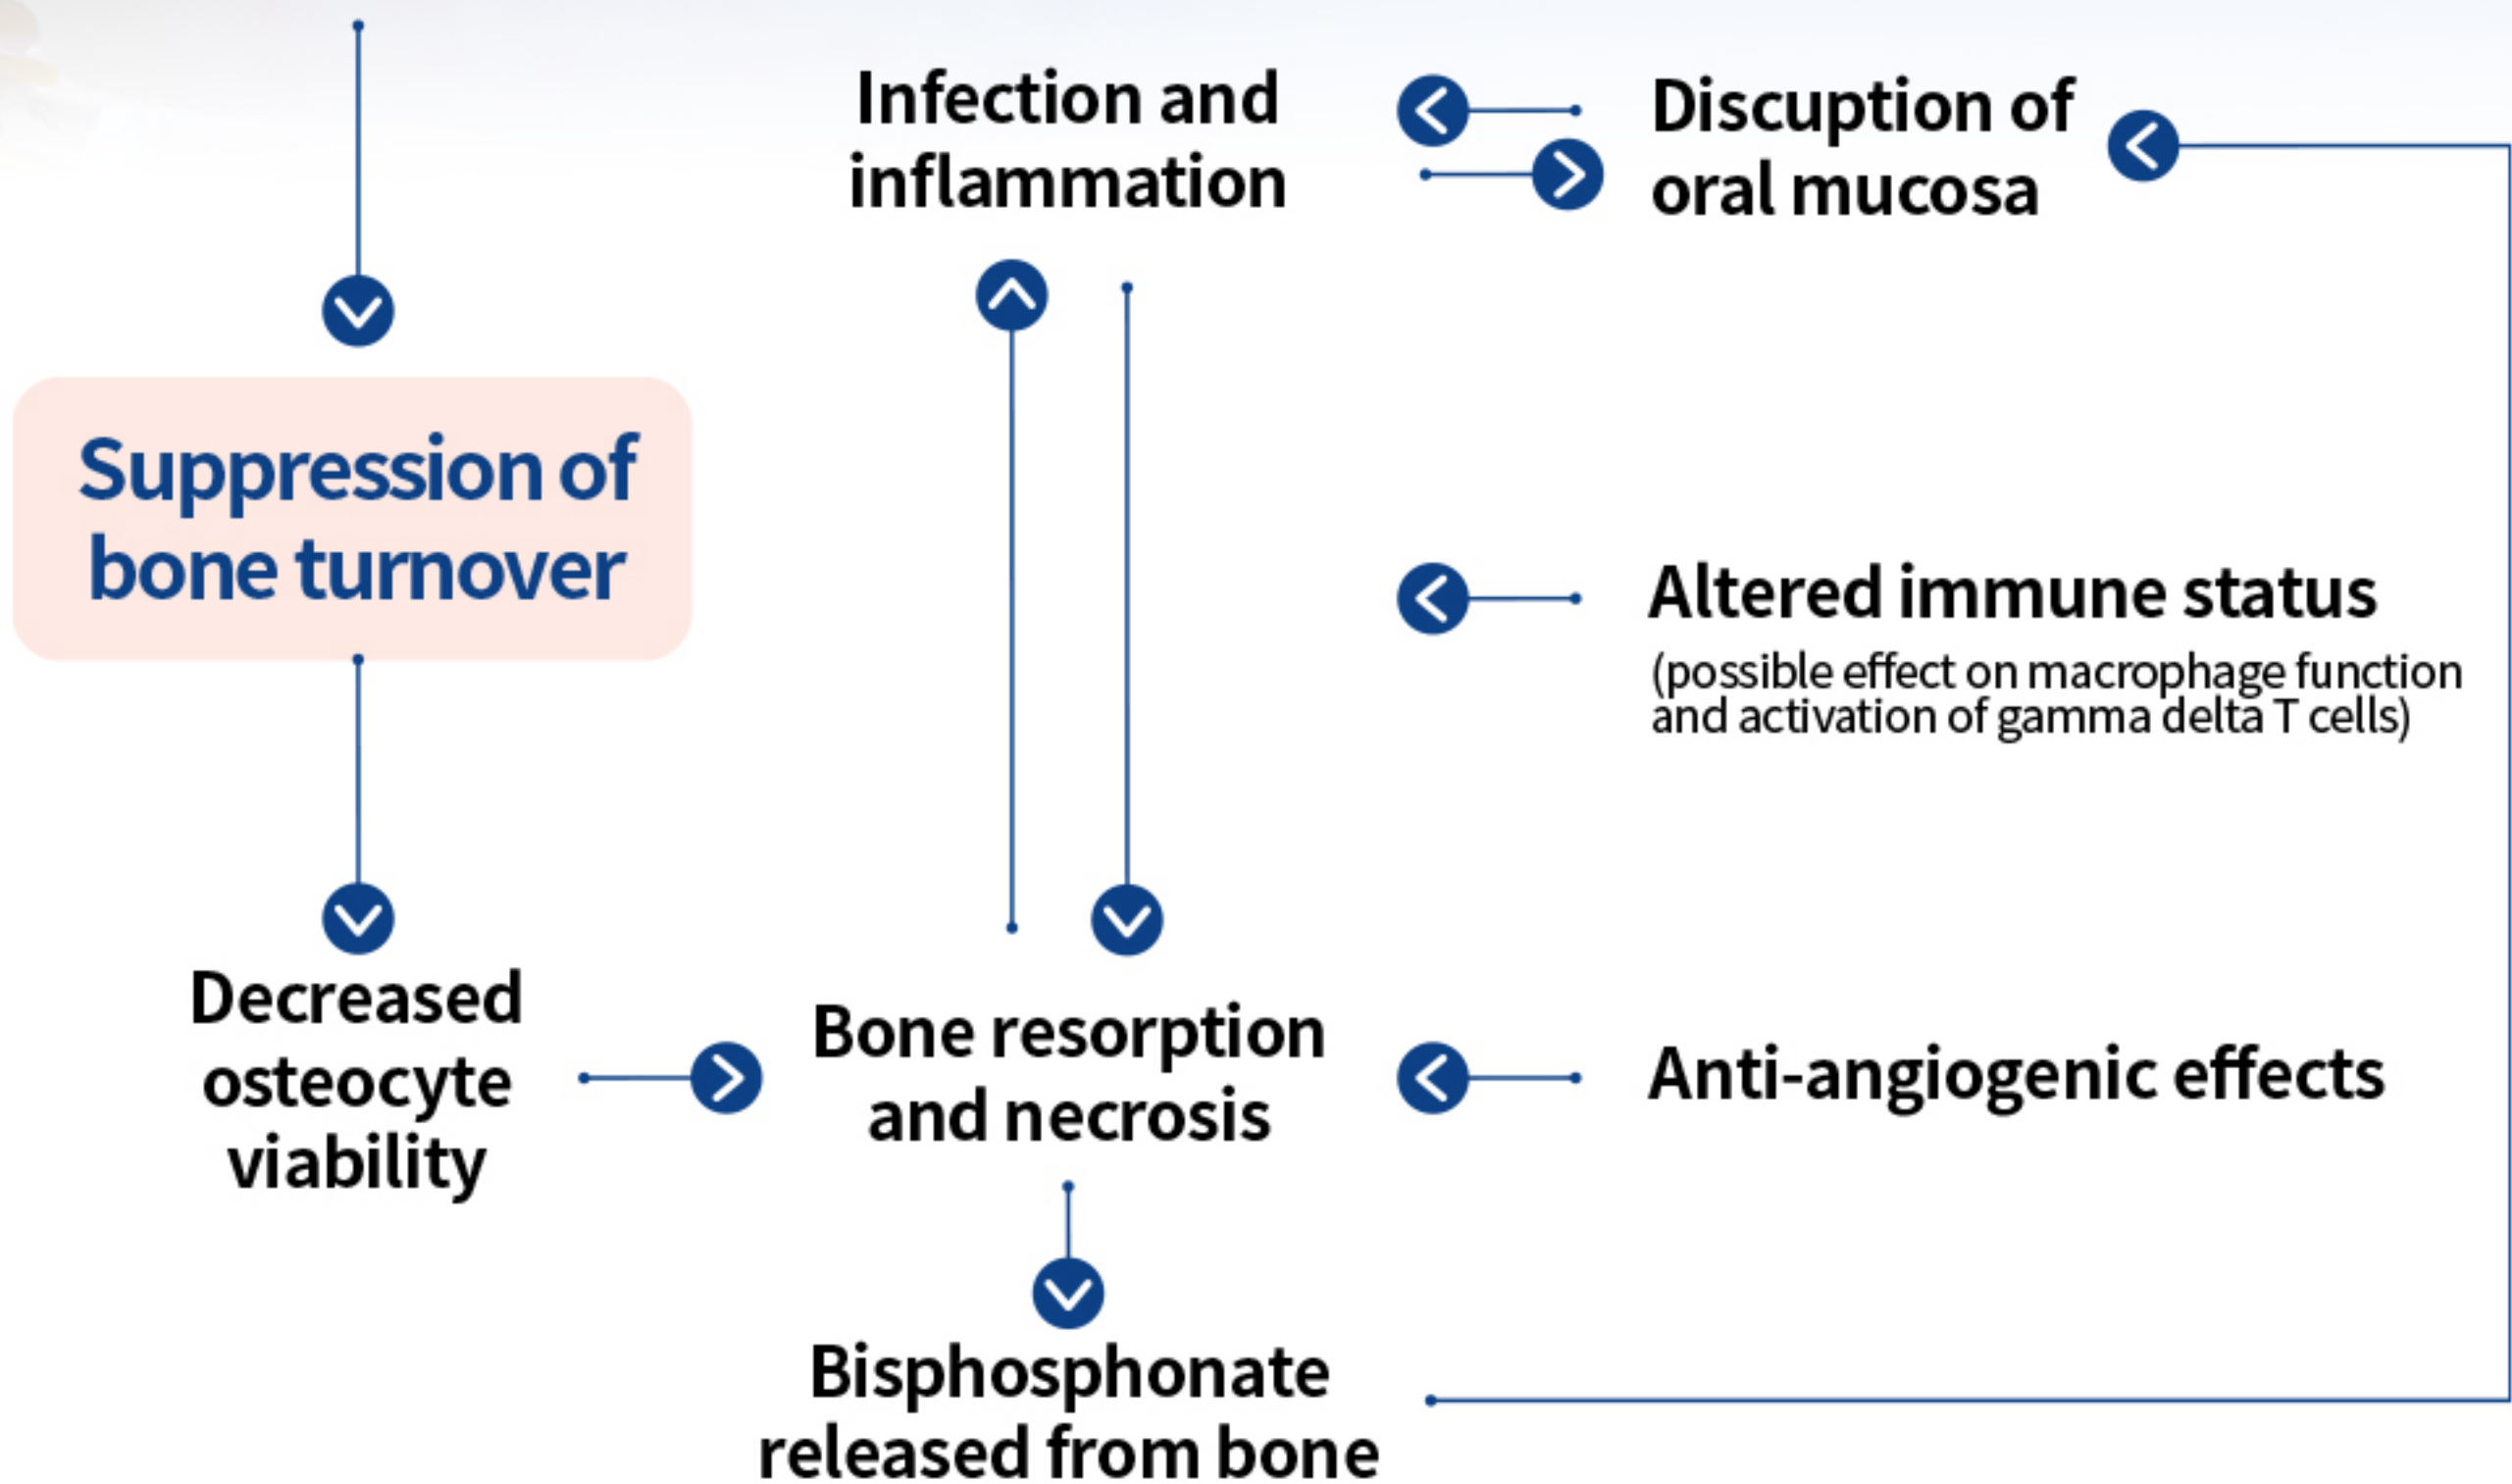 Infection and
inflammation
Discuption of
oral mucosa
Suppression of
bone turnover
Altered immune status
(possible effect on macrophage function
and activation of gamma delta T cells)
Decreased
osteocyte
viability
Bone resorption
and necrosis
Anti-angiogenic effects
Bisphosphonate
released from bone